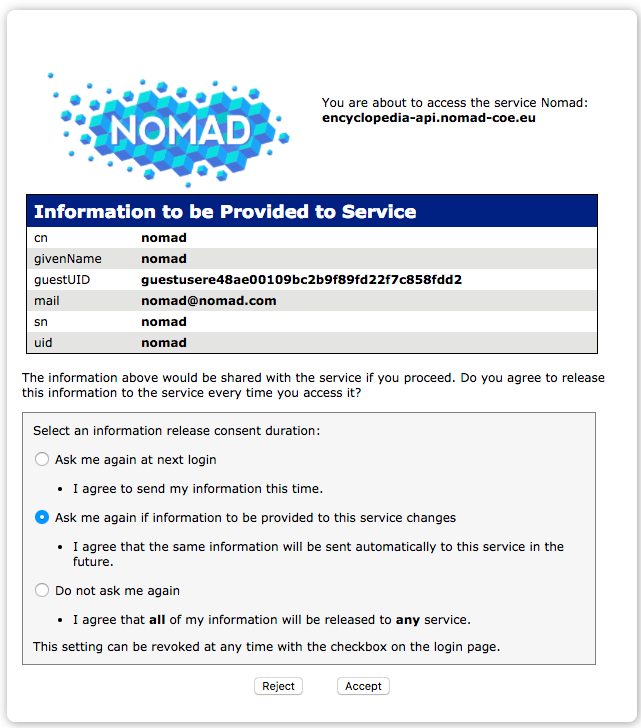 NOMAD
You are about to access the service Nomad:
encyclopedia-api.nomad-coe.eu
Information to be Provided to Service
cn nomad
givenName nomad
guestUID guestusere48ae00109bc2b9f89fd22f7c858fdd2
mail nomad@nomad.com
sn nomad
uid nomad
The information above would be shared with the service if you proceed. Do you agree to release
this information to the service every time you access it?
Select an information release consent duration:
Ask me again at next login
• I agree to send my information this time.
Ask me again if information to be provided to this service changes
• I agree that the same information will be sent automatically to this service in the
future.
Do not ask me again
• I agree that all of my information will be released to any service.
This setting can be revoked at any time with the checkbox on the login page.
Reject Accept